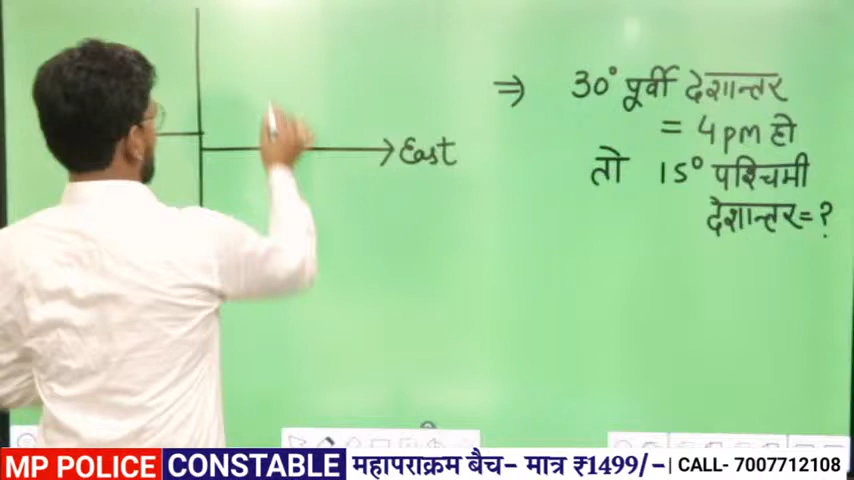 ⇒ 30° पूर्वी देशान्तर
= 4 pm हो
East
तो 15° पश्चिमी
देशान्तर = ?
MP POLICE CONSTABLE महापराक्रम बैच- मात्र ₹1499/- | CALL- 7007712108